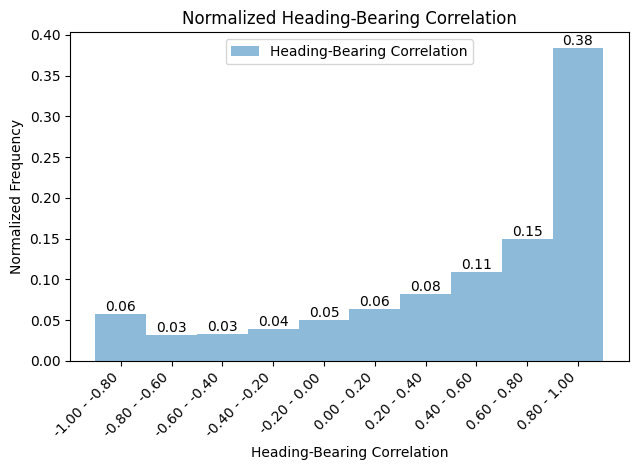 Normalized Heading-Bearing Correlation
Heading-Bearing Correlation
Normalized Frequency
0.40
0.35
0.30
0.25
0.20
0.15
0.10
0.05
0.00
0.06
0.03
0.03
0.04
0.05
0.06
0.08
0.11
0.15
0.38
-1.00 - -0.80
-0.80 - -0.60
-0.60 - -0.40
-0.40 - -0.20
-0.20 - 0.00
0.00 - 0.20
0.20 - 0.40
0.40 - 0.60
0.60 - 0.80
0.80 - 1.00
Heading-Bearing Correlation